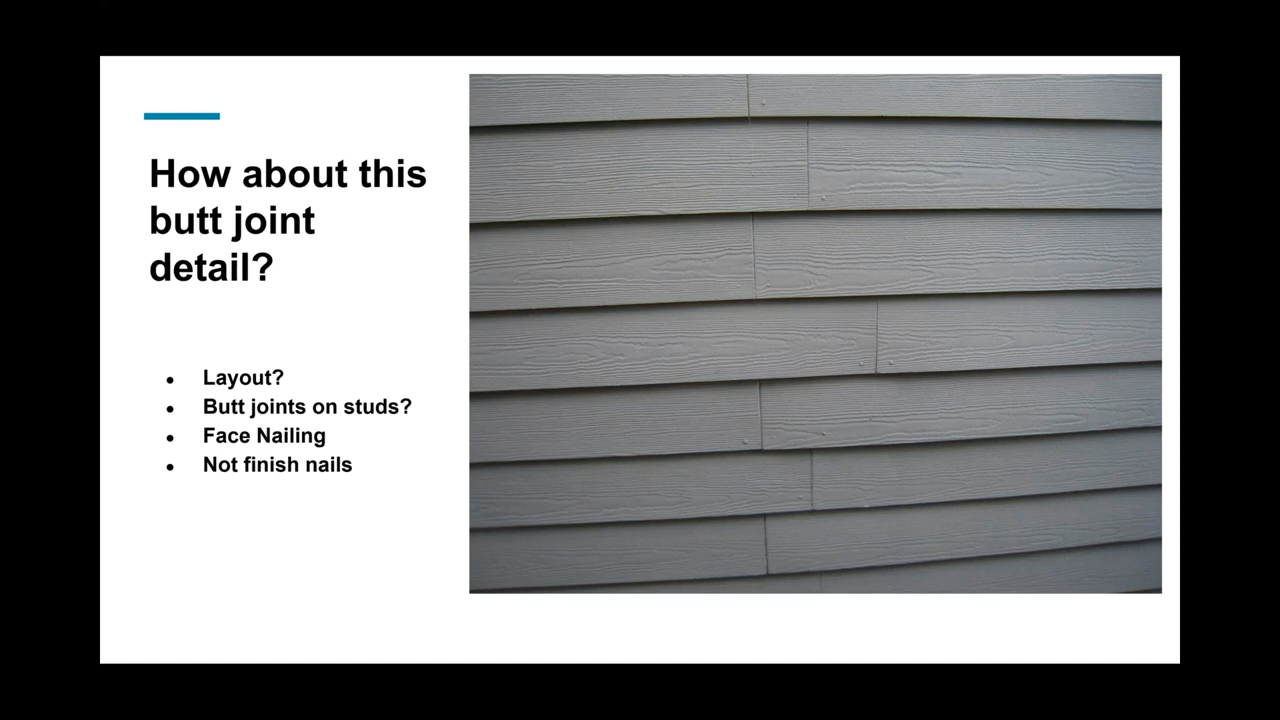 How about this
butt joint
detail?
● Layout?
● Butt joints on studs?
● Face Nailing
● Not finish nails